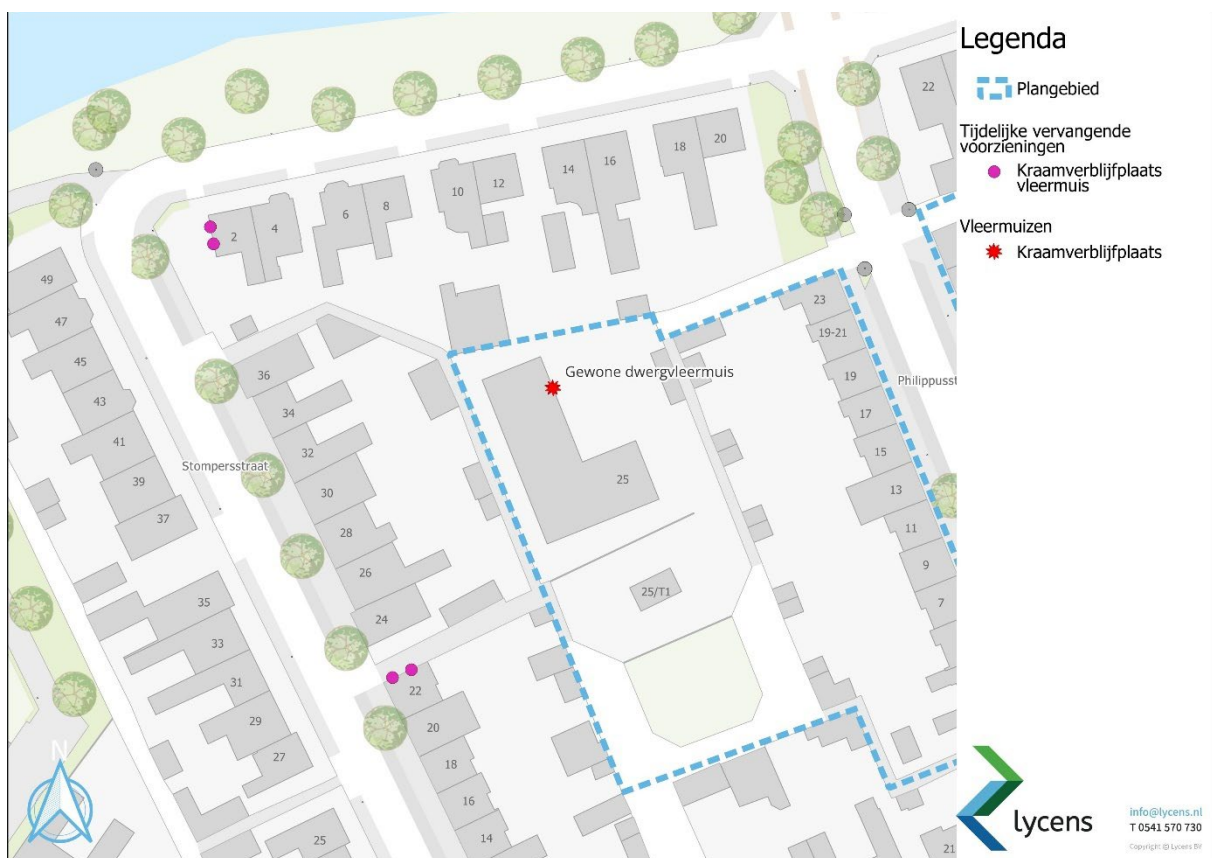 2
4
6
8
10
12
14
16
18
20
22
49
47
45
43
41
39
37
36
34
32
30
28
26
24
Stompersstraat
Gewone dwergvleermuis
25
25/T1
23
19-21
19
17
15
13
11
9
7
Philippusst
35
33
31
29
27
25
22
20
18
16
14
21
N
Legenda
Plangebied
Tijdelijke vervangende
voorzieningen
Kraamverblijfplaats
vleermuis
Vleermuizen
Kraamverblijfplaats
lycens
info@lycens.nl
T 0541 570 730
Copyright © Lycens BV